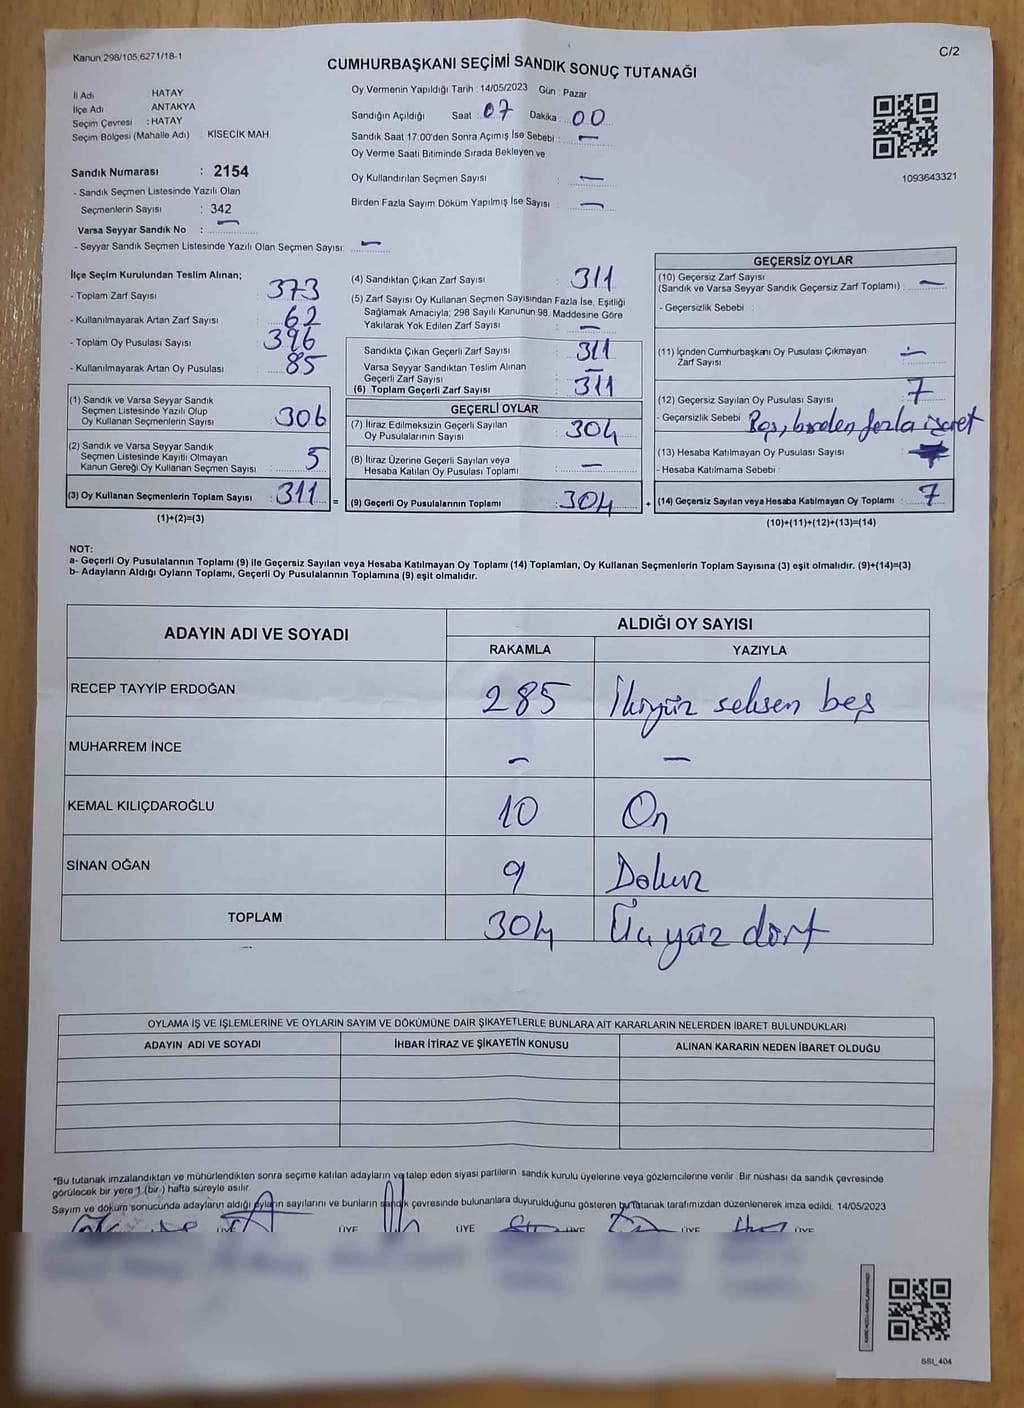 Kanun;298/105;6271/18-1
C/2
CUMHURBAŞKANI SEÇİMİ SANDIK SONUÇ TUTANAĞI
İl Adı HATAY
İlçe Adı ANTAKYA
Seçim Çevresi : HATAY
Seçim Bölgesi (Mahalle Adı) KİSECİK MAH.
Sandık Numarası : 2154
- Sandık Seçmen Listesinde Yazılı Olan
Seçmenlerin Sayısı : 342
Varsa Seyyar Sandık No : —
- Seyyar Sandık Seçmen Listesinde Yazılı Olan Seçmen Sayısı: —
Oy Vermenin Yapıldığı Tarih : 14/05/2023 Gün : Pazar
Sandığın Açıldığı Saat : 07 Dakika 00
Sandık Saat 17:00'den Sonra Açımış İse Sebebi : —
Oy Verme Saati Bitiminde Sırada Bekleyen ve
Oy Kullandırılan Seçmen Sayısı : —
Birden Fazla Sayım Döküm Yapılmış İse Sayısı : —
1093643321
İlçe Seçim Kurulundan Teslim Alınan;
- Toplam Zarf Sayısı : 373
- Kullanılmayarak Artan Zarf Sayısı : 62
- Toplam Oy Pusulası Sayısı : 396
- Kullanılmayarak Artan Oy Pusulası : 85
(1) Sandık ve Varsa Seyyar Sandık
Seçmen Listesinde Yazılı Olup
Oy Kullanan Seçmenlerin Sayısı : 306
(2) Sandık ve Varsa Seyyar Sandık
Seçmen Listesinde Kayıtlı Olmayan
Kanun Gereği Oy Kullanan Seçmen Sayısı : 5
(3) Oy Kullanan Seçmenlerin Toplam Sayısı : 311 =
(1)+(2)=(3)
(4) Sandıktan Çıkan Zarf Sayısı : 311
(5) Zarf Sayısı Oy Kullanan Seçmen Sayısından Fazla İse, Eşitliği
Sağlamak Amacıyla; 298 Sayılı Kanunun 98. Maddesine Göre
Yakılarak Yok Edilen Zarf Sayısı : —
Sandıkta Çıkan Geçerli Zarf Sayısı : 311
Varsa Seyyar Sandıktan Teslim Alınan
Geçerli Zarf Sayısı : —
(6) Toplam Geçerli Zarf Sayısı : 311
GEÇERLİ OYLAR
(7) İtiraz Edilmeksizin Geçerli Sayılan
Oy Pusulalarının Sayısı : 304
(8) İtiraz Üzerine Geçerli Sayılan veya
Hesaba Katılan Oy Pusulası Toplamı : —
(9) Geçerli Oy Pusulalarının Toplamı : 304 +
GEÇERSİZ OYLAR
(10) Geçersiz Zarf Sayısı
(Sandık ve Varsa Seyyar Sandık Geçersiz Zarf Toplamı) : —
- Geçersizlik Sebebi :
(11) İçinden Cumhurbaşkanı Oy Pusulası Çıkmayan
Zarf Sayısı : —
(12) Geçersiz Sayılan Oy Pusulası Sayısı : 7
- Geçersizlik Sebebi : Boş, birden fazla işaret
(13) Hesaba Katılmayan Oy Pusulası Sayısı :
- Hesaba Katılmama Sebebi :
(14) Geçersiz Sayılan veya Hesaba Katılmayan Oy Toplamı : 7
(10)+(11)+(12)+(13)=(14)
NOT:
a- Geçerli Oy Pusulalarının Toplamı (9) ile Geçersiz Sayılan veya Hesaba Katılmayan Oy Toplamı (14) Toplamları, Oy Kullanan Seçmenlerin Toplam Sayısına (3) eşit olmalıdır. (9)+(14)=(3)
b- Adayların Aldığı Oyların Toplamı, Geçerli Oy Pusulalarının Toplamına (9) eşit olmalıdır.
ADAYIN ADI VE SOYADI ALDIĞI OY SAYISI
RAKAMLA YAZIYLA
RECEP TAYYİP ERDOĞAN 285 İkiyüz seksen beş
MUHARREM İNCE — —
KEMAL KILIÇDAROĞLU 10 On
SİNAN OĞAN 9 Dokuz
TOPLAM 304 Üçyüz dört
OYLAMA İŞ VE İŞLEMLERİNE VE OYLARIN SAYIM VE DÖKÜMÜNE DAİR ŞİKAYETLERLE BUNLARA AİT KARARLARIN NELERDEN İBARET BULUNDUKLARI
ADAYIN ADI VE SOYADI İHBAR İTİRAZ VE ŞİKAYETİN KONUSU ALINAN KARARIN NEDEN İBARET OLDUĞU
*Bu tutanak imzalandıktan ve mühürlendikten sonra seçime katılan adayların ve talep eden siyasi partilerin sandık kurulu üyelerine veya gözlemcilerine verilir. Bir nüshası da sandık çevresinde
görülecek bir yere 1 (bir) hafta süreyle asılır.
Sayım ve döküm sonucunda adayların aldığı oyların sayılarını ve bunların sandık çevresinde bulunanlara duyurulduğunu gösteren bu tutanak tarafımızdan düzenlenerek imza edildi. 14/05/2023
ÜYE ÜYE ÜYE ÜYE ÜYE ÜYE
SSI_404